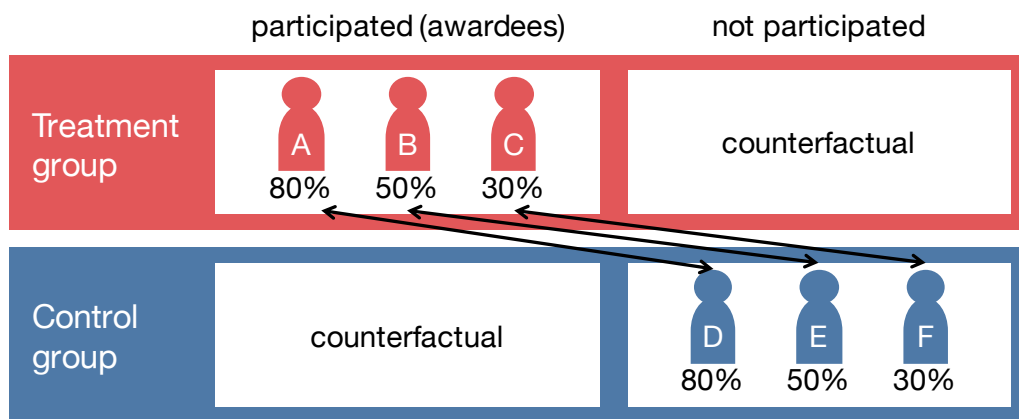 participated (awardees) not participated
Treatment
group
A B C
80% 50% 30%
counterfactual
Control
group
counterfactual
D E F
80% 50% 30%